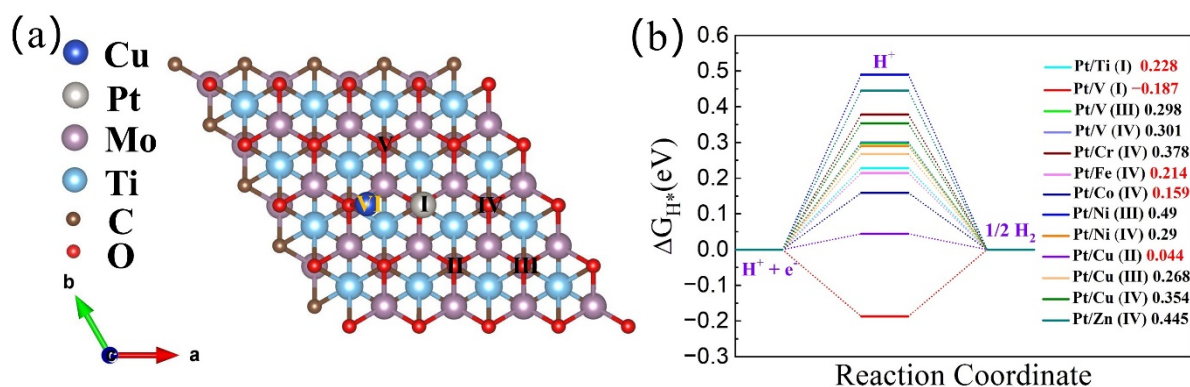 (a)
Cu
Pt
Mo
Ti
C
O
V
VI
I
IV
II
III
b
a
c
(b)
ΔG_H*(eV)
0.5
0.4
0.3
0.2
0.1
0.0
−0.1
−0.2
−0.3
H⁺
H⁺ + e⁻
1/2 H₂
Reaction Coordinate
Pt/Ti (I) 0.228
Pt/V (I) −0.187
Pt/V (III) 0.298
Pt/V (IV) 0.301
Pt/Cr (IV) 0.378
Pt/Fe (IV) 0.214
Pt/Co (IV) 0.159
Pt/Ni (III) 0.49
Pt/Ni (IV) 0.29
Pt/Cu (II) 0.044
Pt/Cu (III) 0.268
Pt/Cu (IV) 0.354
Pt/Zn (IV) 0.445